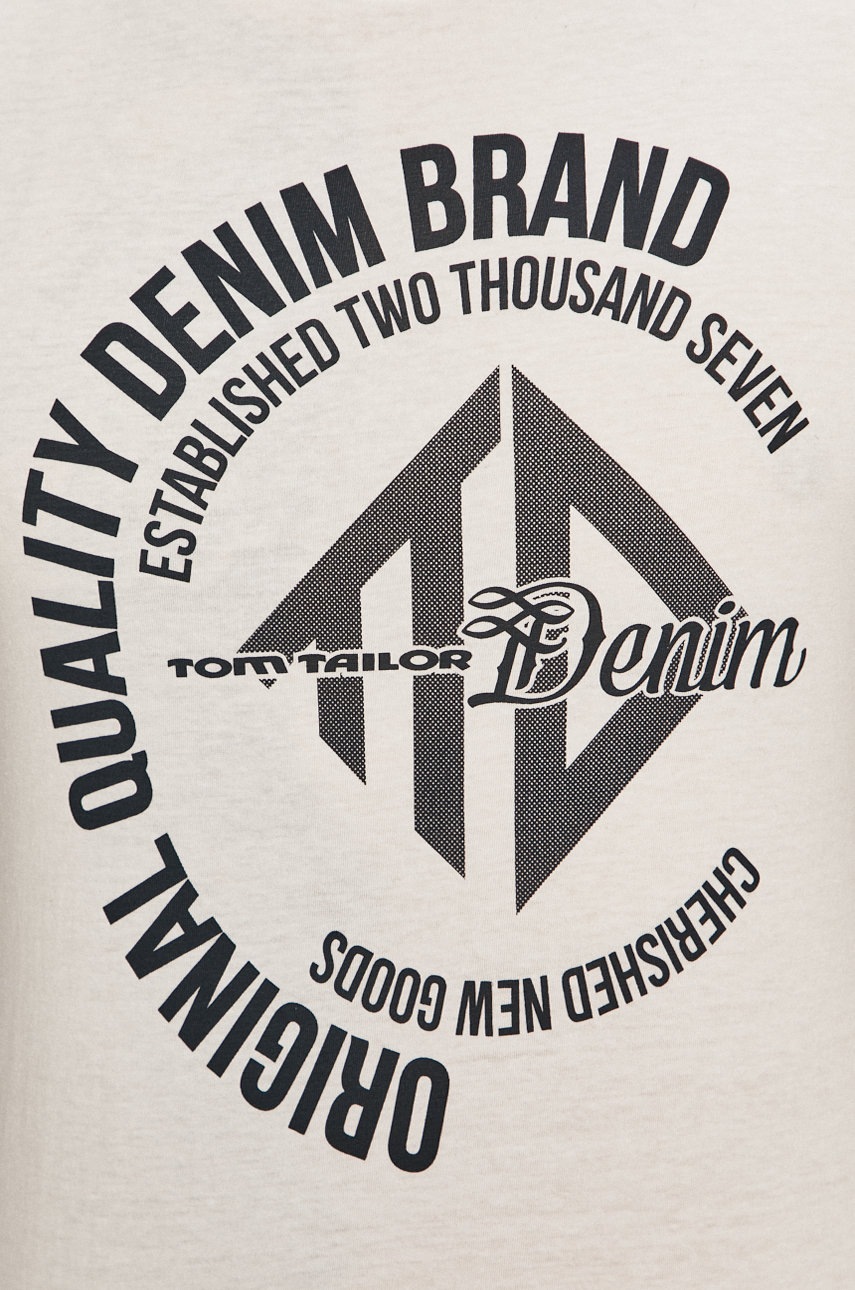 ORIGINAL QUALITY DENIM BRAND
ESTABLISHED TWO THOUSAND SEVEN
TOM TAILOR Denim
CHERISHED NEW GOODS